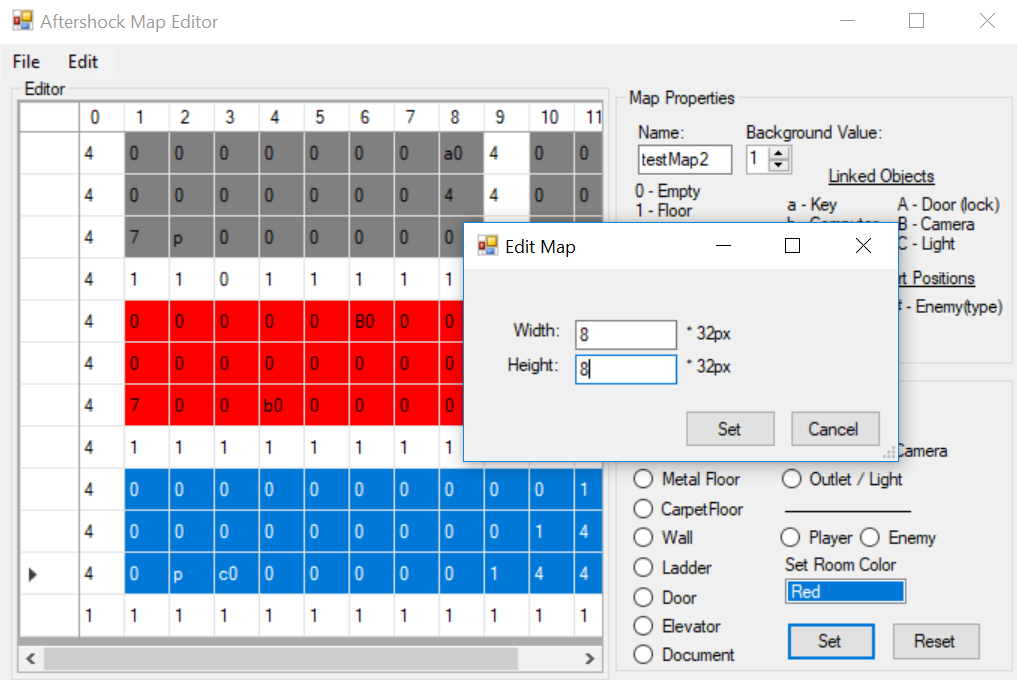 Aftershock Map Editor
File Edit
Editor
0 1 2 3 4 5 6 7 8 9 10 11
4 0 0 0 0 0 0 0 a0 4 0 0
4 0 0 0 0 0 0 0 4 4 0 0
4 7 p 0 0 0 0 0 0
4 1 1 0 1 1 1 1 1
4 0 0 0 0 0 B0 0 0
4 0 0 0 0 0 0 0 0
4 7 0 0 b0 0 0 0 0
4 1 1 1 1 1 1 1 1
4 0 0 0 0 0 0 0 0 0 0 1
4 0 0 0 0 0 0 0 0 0 1 4
4 0 p c0 0 0 0 0 0 1 4 4
1 1 1 1 1 1 1 1 1 1 1 1
Map Properties
Name: Background Value:
testMap2 1
Linked Objects
0 - Empty
1 - Floor
a - Key A - Door (lock)
B - Camera
C - Light
Positions
- Enemy(type)
Edit Map
Width: 8 * 32px
Height: 8 * 32px
Set Cancel
Camera
Metal Floor Outlet / Light
CarpetFloor
Wall Player Enemy
Ladder Set Room Color
Door Red
Elevator Set Reset
Document